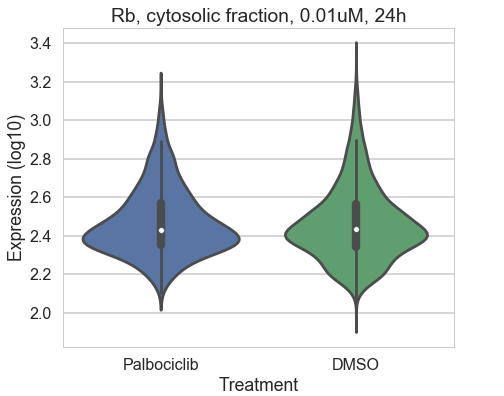 Rb, cytosolic fraction, 0.01uM, 24h
Expression (log10)
3.4
3.2
3.0
2.8
2.6
2.4
2.2
2.0
Palbociclib DMSO
Treatment